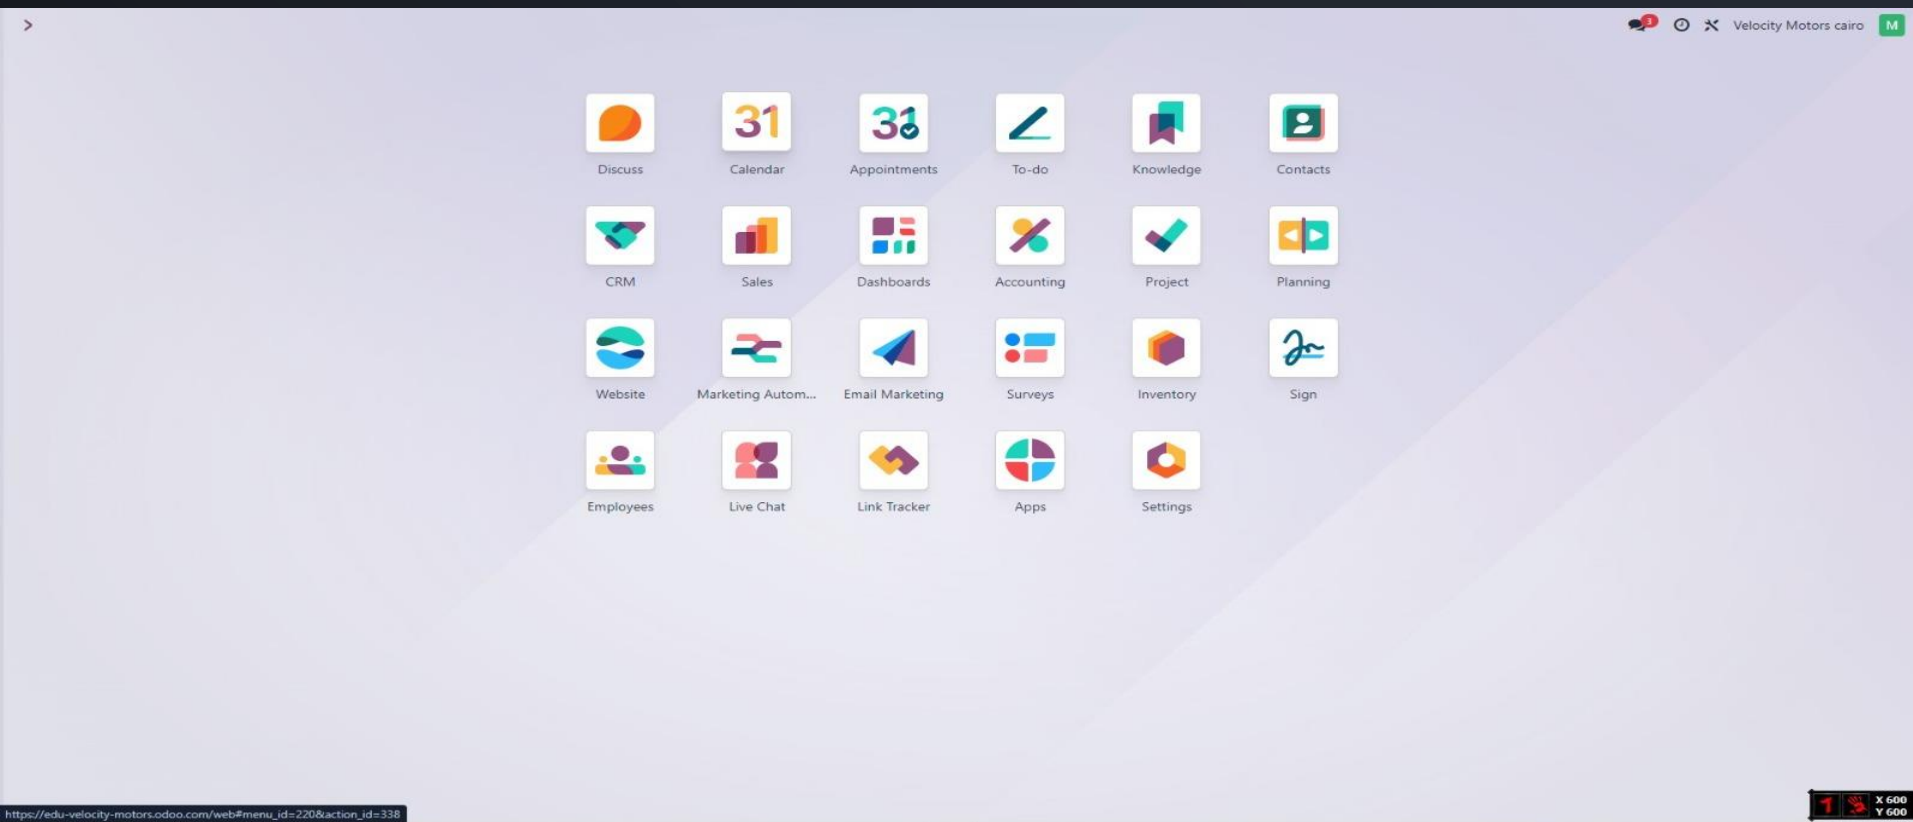 3
Velocity Motors cairo
M
31
31
Discuss
Calendar
Appointments
To-do
Knowledge
Contacts
CRM
Sales
Dashboards
Accounting
Project
Planning
Website
Marketing Autom...
Email Marketing
Surveys
Inventory
Sign
Employees
Live Chat
Link Tracker
Apps
Settings
https://edu-velocity-motors.odoo.com/web#menu_id=220&action_id=338
X 600
Y 600